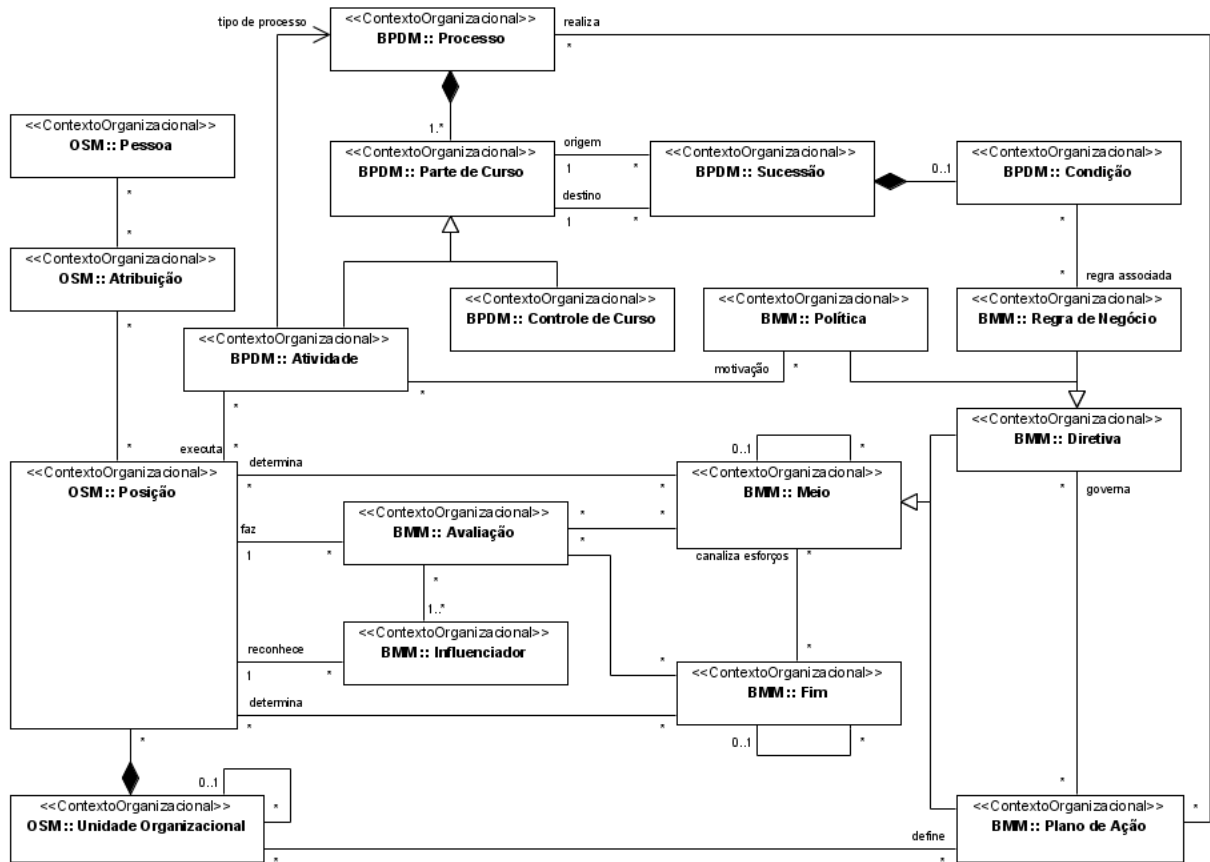 tipo de processo
<<ContextoOrganizacional>>
BPDM:: Processo
realiza
*
1..*
<<ContextoOrganizacional>>
OSM:: Pessoa
*
*
<<ContextoOrganizacional>>
OSM:: Atribuição
*
*
<<ContextoOrganizacional>>
BPDM:: Parte de Curso
origem
1
*
destino
1
*
<<ContextoOrganizacional>>
BPDM:: Sucessão
0..1
<<ContextoOrganizacional>>
BPDM:: Condição
*
*
regra associada
<<ContextoOrganizacional>>
BPDM:: Controle de Curso
<<ContextoOrganizacional>>
BMM:: Política
<<ContextoOrganizacional>>
BMM:: Regra de Negócio
<<ContextoOrganizacional>>
BPDM:: Atividade
motivação
*
*
*
executa
*
<<ContextoOrganizacional>>
BMM:: Diretiva
*
governa
<<ContextoOrganizacional>>
OSM:: Posição
determina
*
*
0..1
*
<<ContextoOrganizacional>>
BMM:: Meio
faz
1
*
<<ContextoOrganizacional>>
BMM:: Avaliação
*
*
*
canaliza esforços
*
*
1..*
reconhece
1
*
<<ContextoOrganizacional>>
BMM:: Influenciador
*
*
<<ContextoOrganizacional>>
BMM:: Fim
determina
*
*
0..1
*
*
0..1
*
<<ContextoOrganizacional>>
OSM:: Unidade Organizacional
*
define
*
*
<<ContextoOrganizacional>>
BMM:: Plano de Ação
*